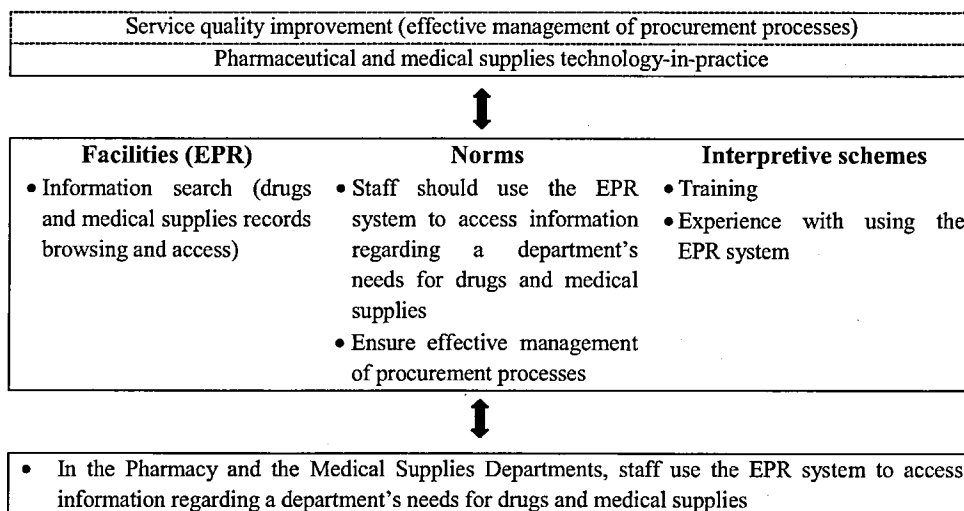 Service quality improvement (effective management of procurement processes)
Pharmaceutical and medical supplies technology-in-practice
Facilities (EPR)
• Information search (drugs
and medical supplies records
browsing and access)
Norms
• Staff should use the EPR
system to access information
regarding a department's
needs for drugs and medical
supplies
• Ensure effective management
of procurement processes
Interpretive schemes
• Training
• Experience with using the
EPR system
• In the Pharmacy and the Medical Supplies Departments, staff use the EPR system to access
information regarding a department's needs for drugs and medical supplies